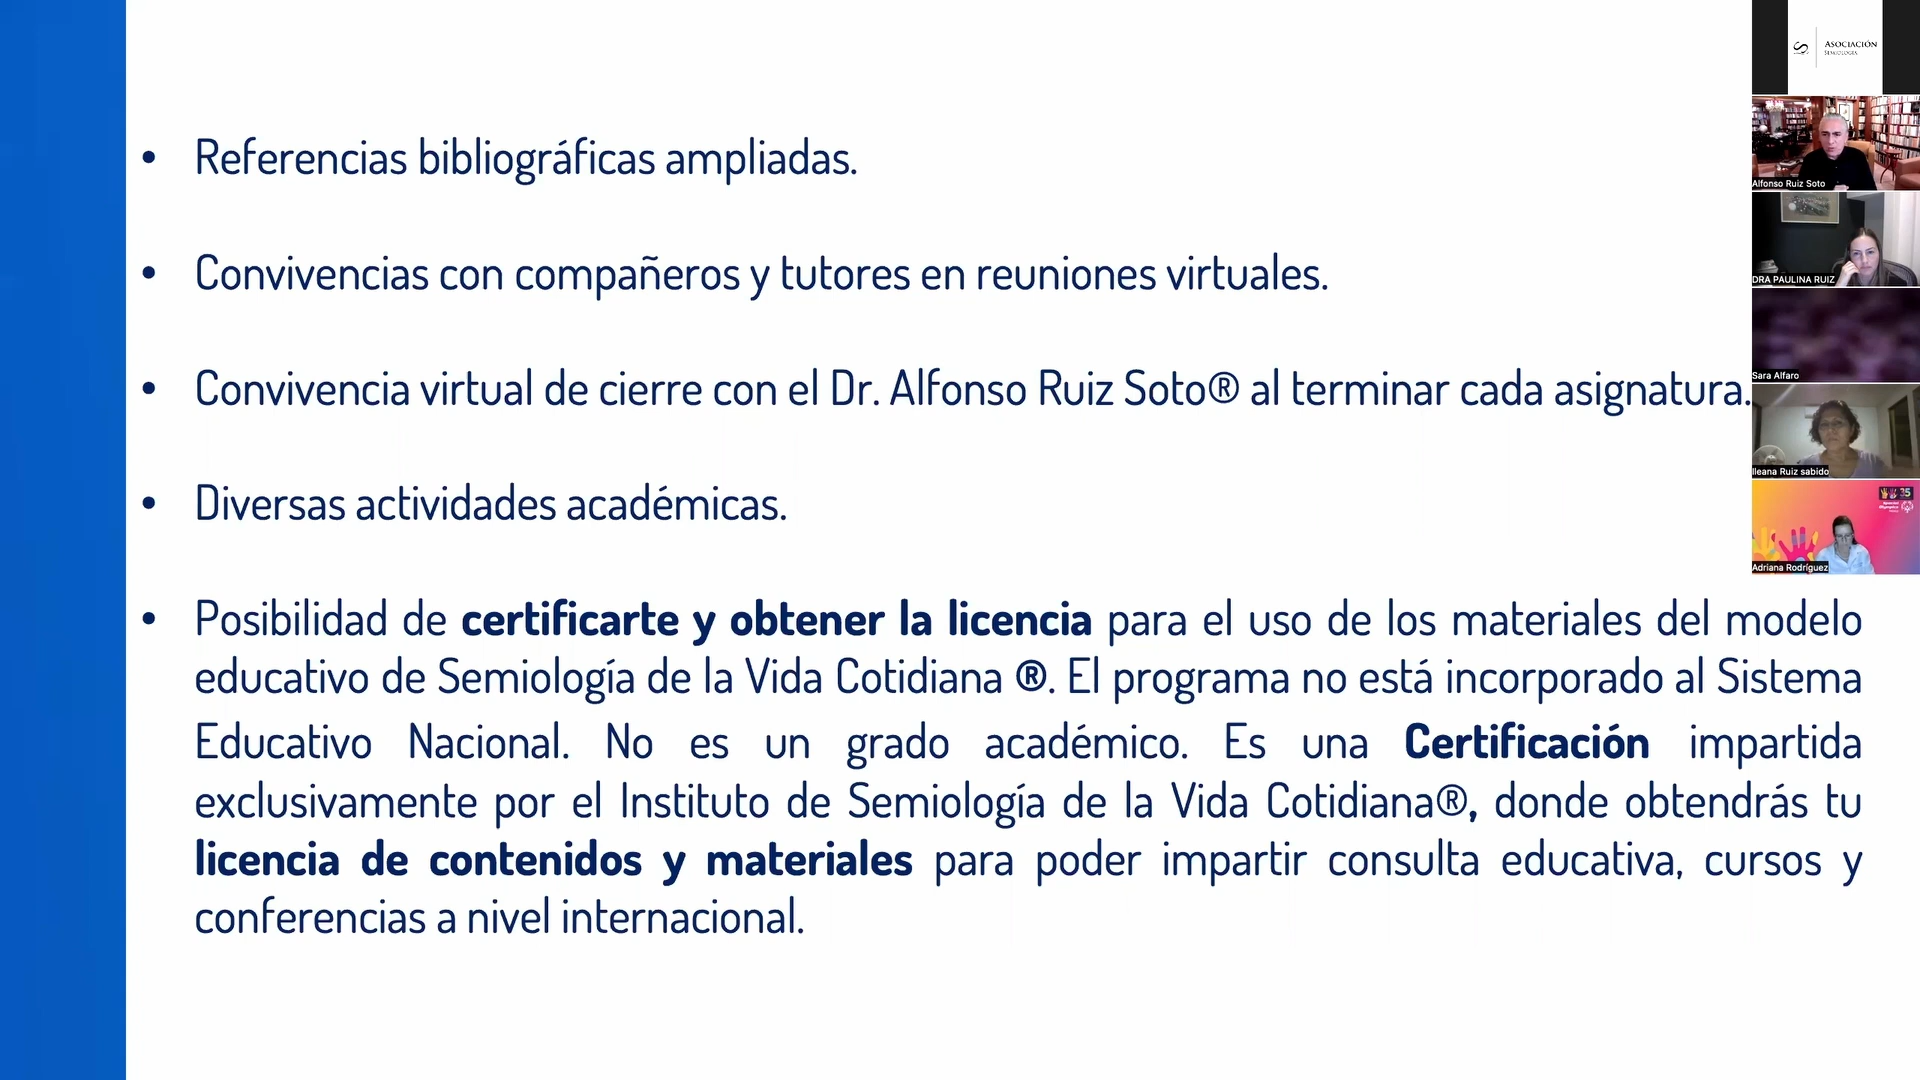 • Referencias bibliográficas ampliadas.
• Convivencias con compañeros y tutores en reuniones virtuales.
• Convivencia virtual de cierre con el Dr. Alfonso Ruiz Soto® al terminar cada asignatura.
• Diversas actividades académicas.
• Posibilidad de certificarte y obtener la licencia para el uso de los materiales del modelo
educativo de Semiología de la Vida Cotidiana ®. El programa no está incorporado al Sistema
Educativo Nacional. No es un grado académico. Es una Certificación impartida
exclusivamente por el Instituto de Semiología de la Vida Cotidiana®, donde obtendrás tu
licencia de contenidos y materiales para poder impartir consulta educativa, cursos y
conferencias a nivel internacional.
ASOCIACIÓN
SEMIOLOGÍA
Alfonso Ruiz Soto
DRA PAULINA RUIZ
Sara Alfaro
Ileana Ruiz sabido
35
Adriana Rodríguez